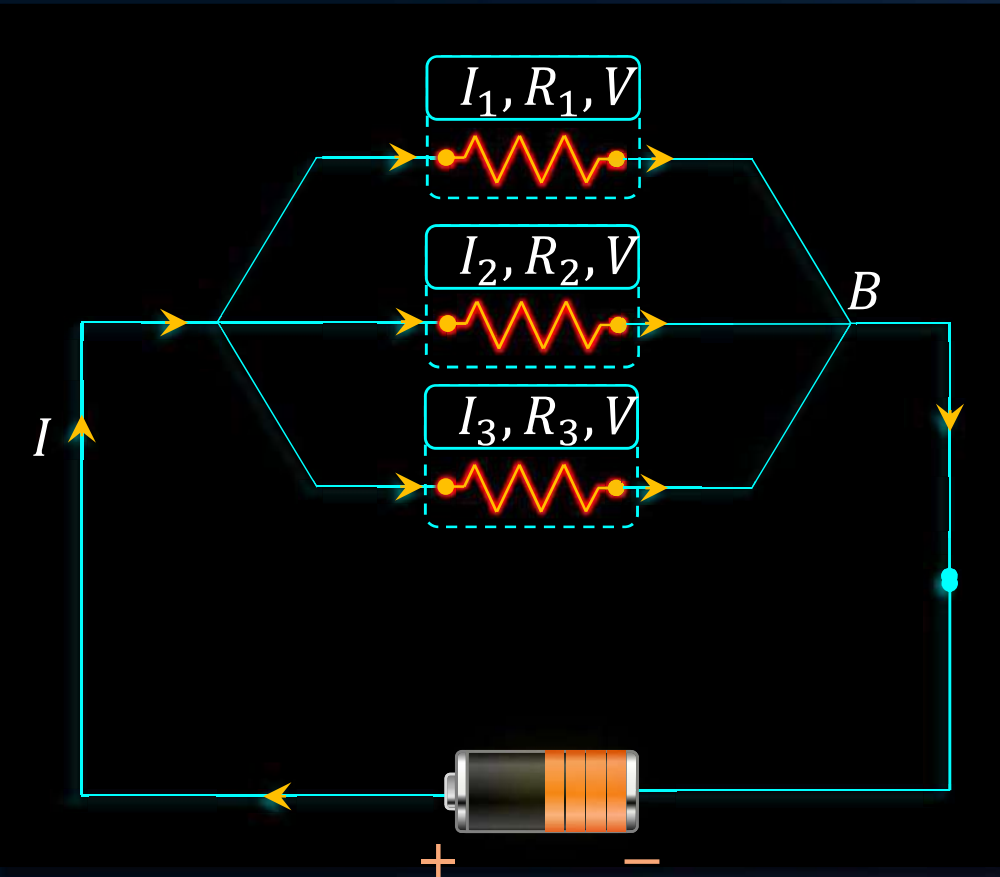 I₁, R₁, V
I₂, R₂, V
B
I₃, R₃, V
I
+ −